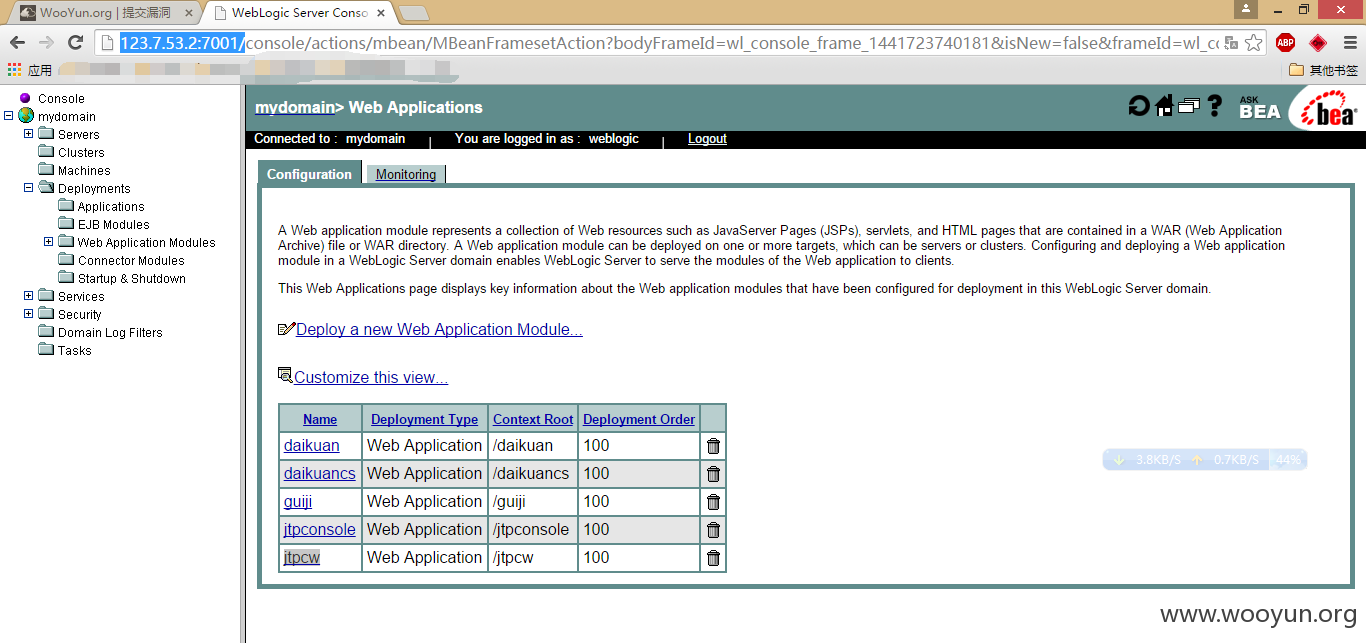 WooYun.org | 提交漏洞
WebLogic Server Conso
123.7.53.2:7001/console/actions/mbean/MBeanFramesetAction?bodyFrameId=wl_console_frame_1441723740181&isNew=false&frameId=wl_c
ABP
应用
其他书签
Console
mydomain
Servers
Clusters
Machines
Deployments
Applications
EJB Modules
Web Application Modules
Connector Modules
Startup & Shutdown
Services
Security
Domain Log Filters
Tasks
mydomain> Web Applications
ASK
BEA
bea
Connected to : mydomain | You are logged in as : weblogic | Logout
Configuration Monitoring
A Web application module represents a collection of Web resources such as JavaServer Pages (JSPs), servlets, and HTML pages that are contained in a WAR (Web Application
Archive) file or WAR directory. A Web application module can be deployed on one or more targets, which can be servers or clusters. Configuring and deploying a Web application
module in a WebLogic Server domain enables WebLogic Server to serve the modules of the Web application to clients.
This Web Applications page displays key information about the Web application modules that have been configured for deployment in this WebLogic Server domain.
Deploy a new Web Application Module...
Customize this view...
Name Deployment Type Context Root Deployment Order
daikuan Web Application /daikuan 100
daikuancs Web Application /daikuancs 100
guiji Web Application /guiji 100
jtpconsole Web Application /jtpconsole 100
jtpcw Web Application /jtpcw 100
3.8KB/S 0.7KB/S 44%
www.wooyun.org